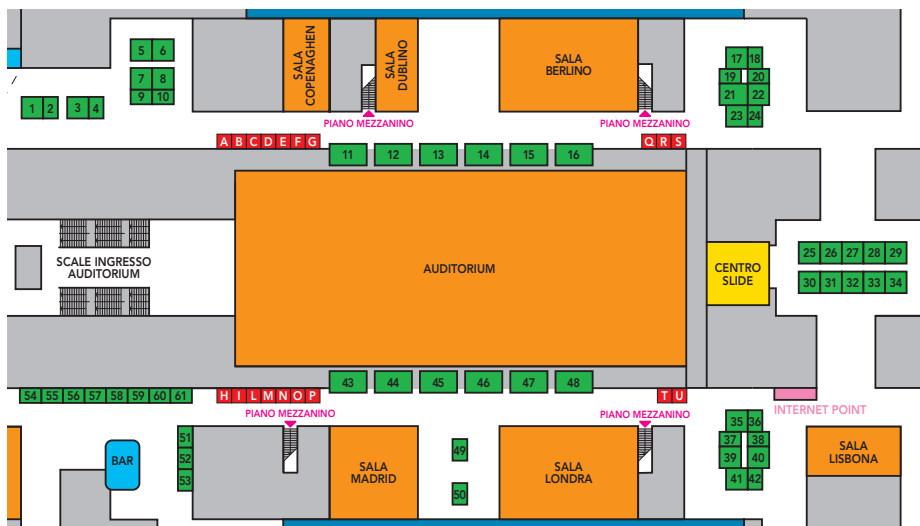 5 6
7 8
9 10
1 2 3 4
SALA
COPENAGHEN
SALA
DUBLINO
SALA
BERLINO
17 18
19 20
21 22
23 24
PIANO MEZZANINO
PIANO MEZZANINO
A B C D E F G
Q R S
11 12 13 14 15 16
SCALE INGRESSO
AUDITORIUM
AUDITORIUM
CENTRO
SLIDE
25 26 27 28 29
30 31 32 33 34
43 44 45 46 47 48
54 55 56 57 58 59 60 61
H I L M N O P
T U
PIANO MEZZANINO
PIANO MEZZANINO
INTERNET POINT
51
52
53
BAR
SALA
MADRID
49
50
SALA
LONDRA
35 36
37 38
39 40
41 42
SALA
LISBONA